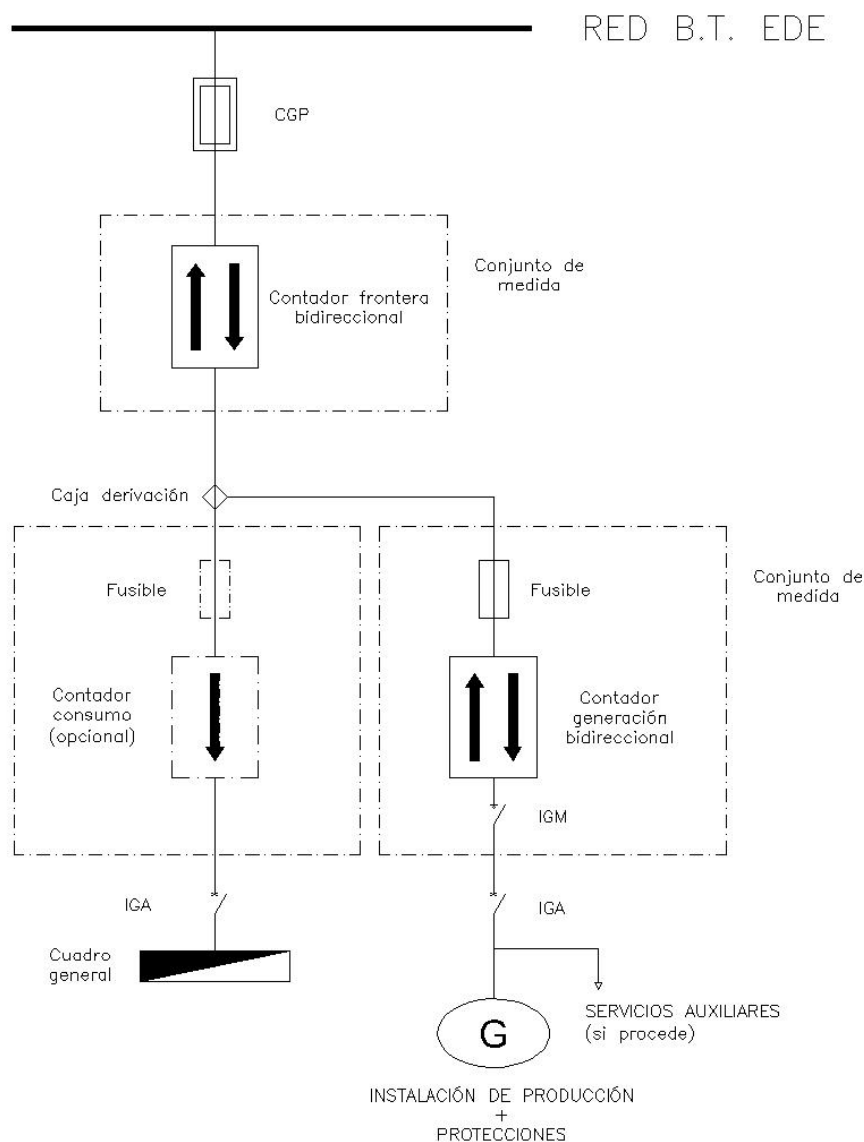 RED B.T. EDE
CGP
Conjunto de
medida
Contador frontera
bidireccional
Caja derivación
Fusible
Fusible
Conjunto de
medida
Contador
consumo
(opcional)
Contador
generación
bidireccional
IGM
IGA
IGA
Cuadro
general
G
SERVICIOS AUXILIARES
(si procede)
INSTALACIÓN DE PRODUCCIÓN
+
PROTECCIONES